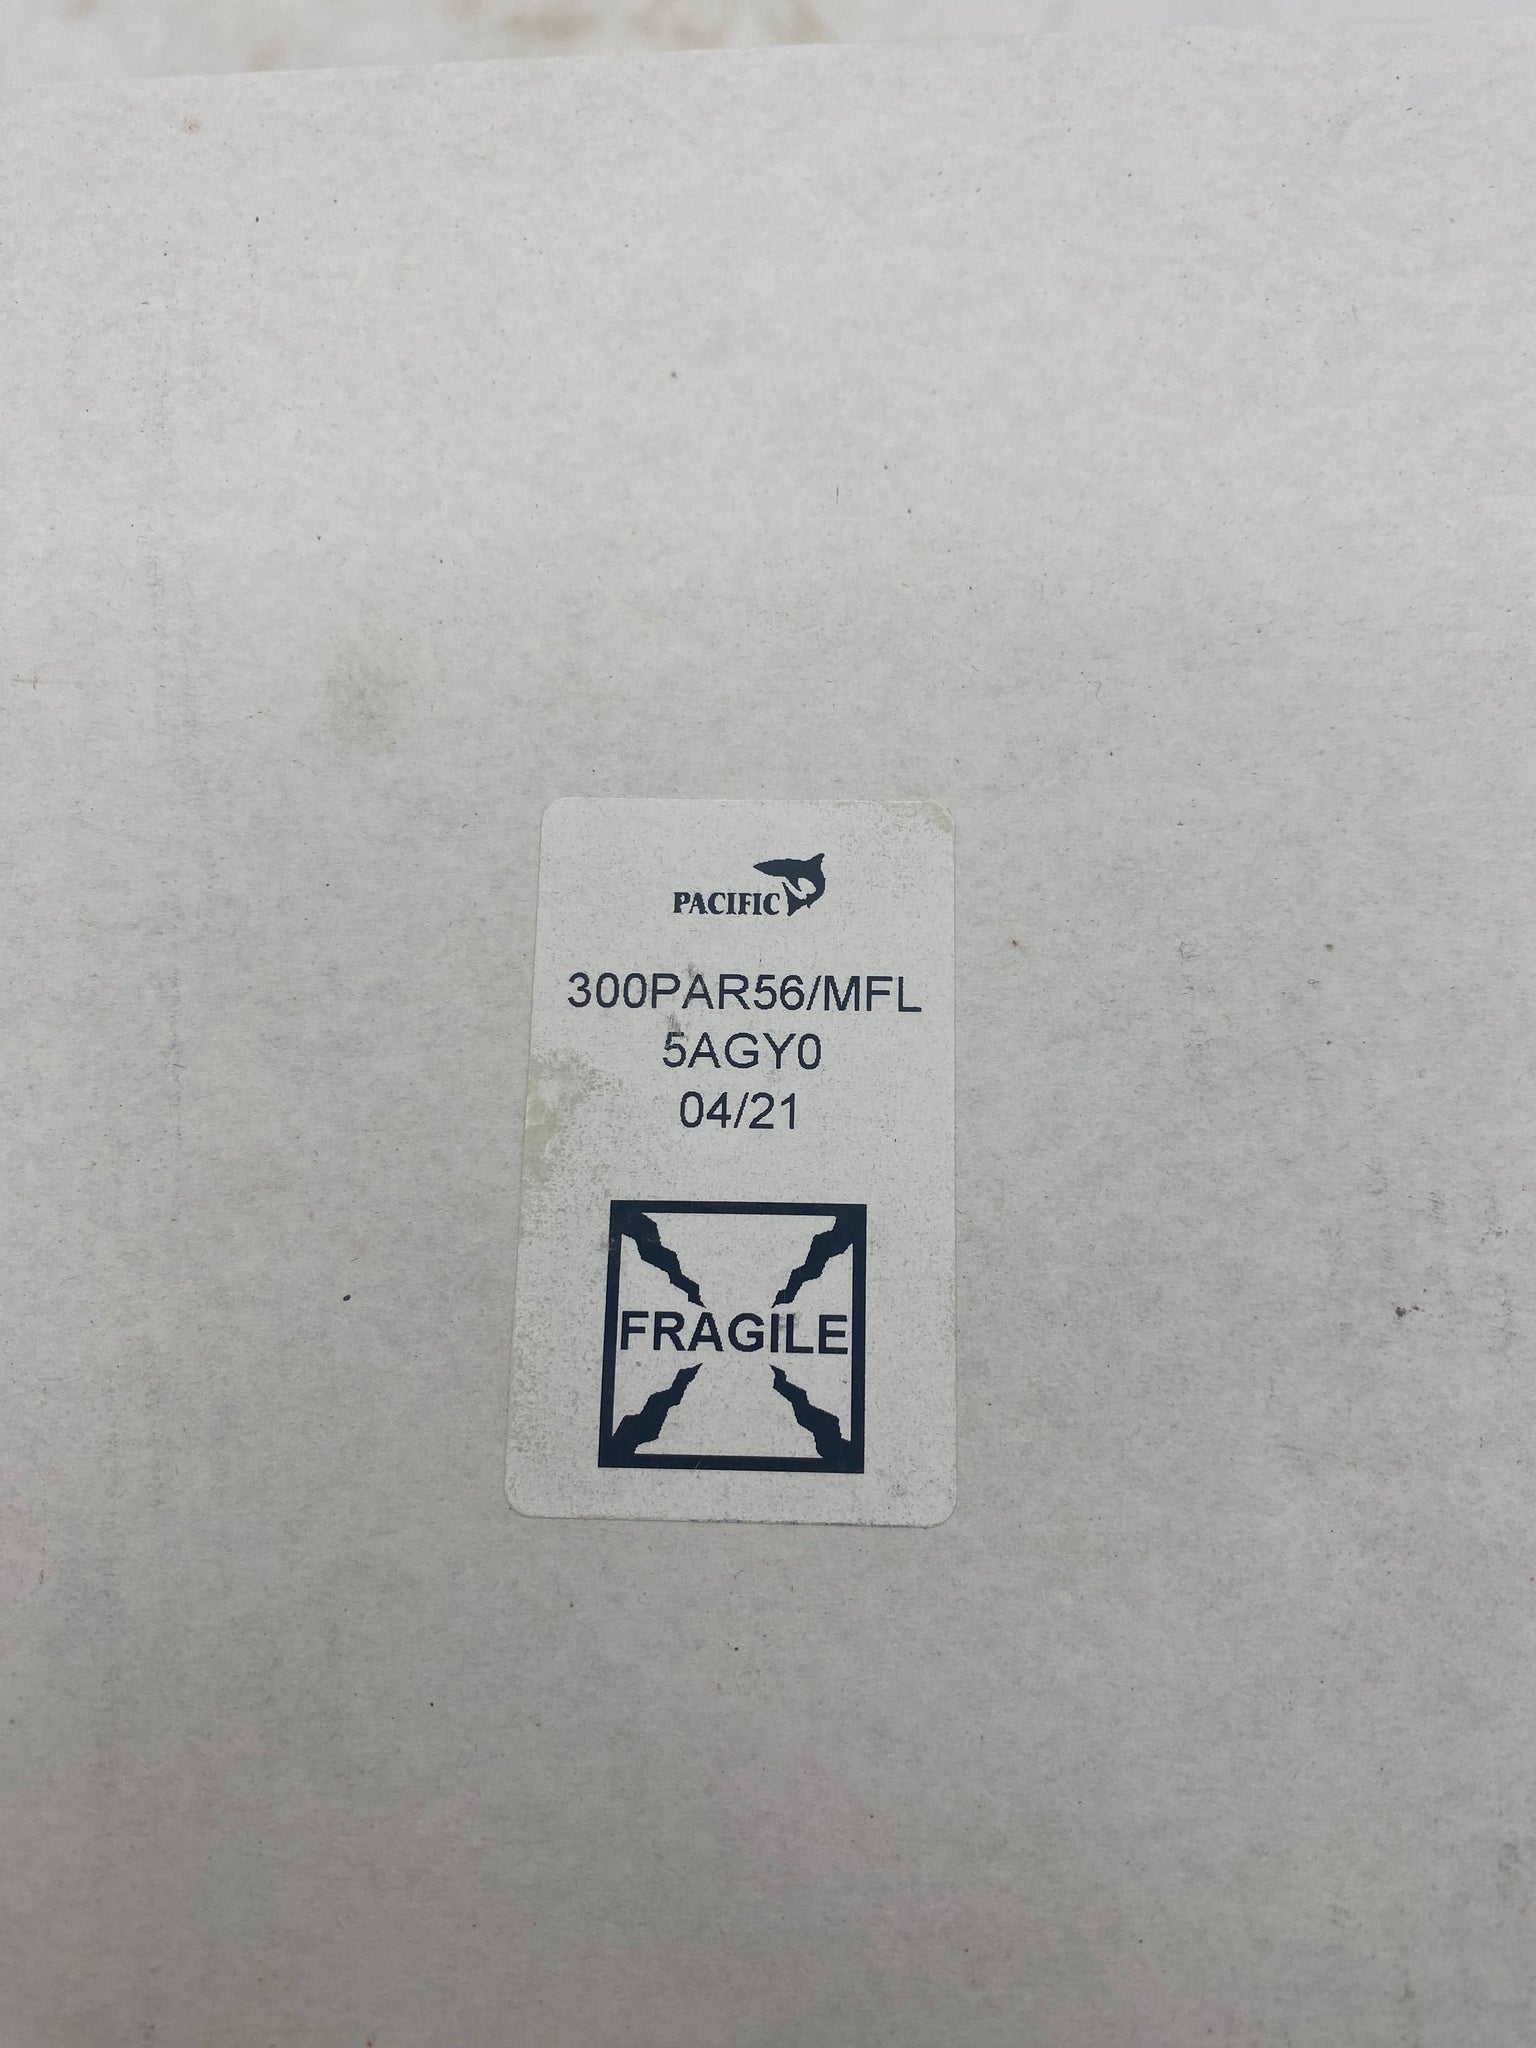 PACIFIC
300PAR56/MFL
5AGY0
04/21
FRAGILE